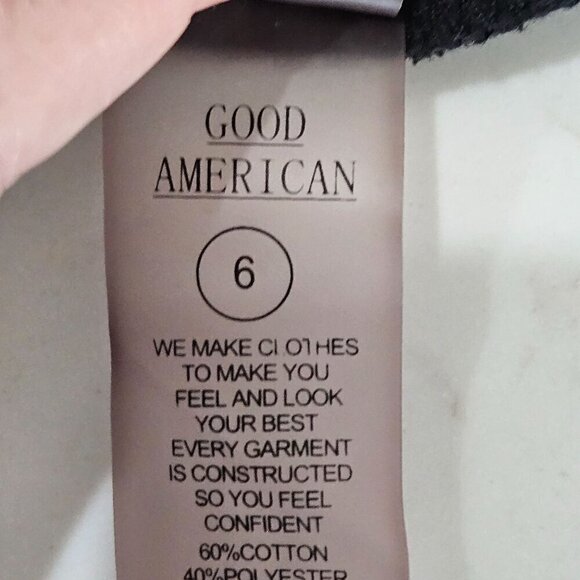 GOOD
AMERICAN
6
WE MAKE CLOTHES
TO MAKE YOU
FEEL AND LOOK
YOUR BEST
EVERY GARMENT
IS CONSTRUCTED
SO YOU FEEL
CONFIDENT
60%COTTON
40%POLYESTER